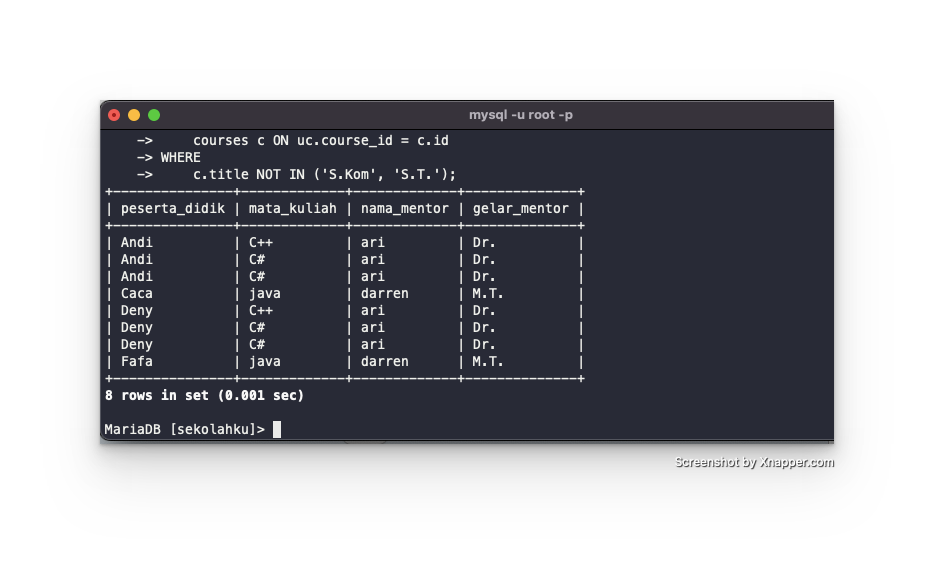 mysql -u root -p
    ->     courses c ON uc.course_id = c.id
    -> WHERE
    ->     c.title NOT IN ('S.Kom', 'S.T.');
+---------------+-------------+-------------+--------------+
| peserta_didik | mata_kuliah | nama_mentor | gelar_mentor |
+---------------+-------------+-------------+--------------+
| Andi          | C++         | ari         | Dr.          |
| Andi          | C#          | ari         | Dr.          |
| Andi          | C#          | ari         | Dr.          |
| Caca          | java        | darren      | M.T.         |
| Deny          | C++         | ari         | Dr.          |
| Deny          | C#          | ari         | Dr.          |
| Deny          | C#          | ari         | Dr.          |
| Fafa          | java        | darren      | M.T.         |
+---------------+-------------+-------------+--------------+
8 rows in set (0.001 sec)
MariaDB [sekolahku]>
Screenshot by Xnapper.com